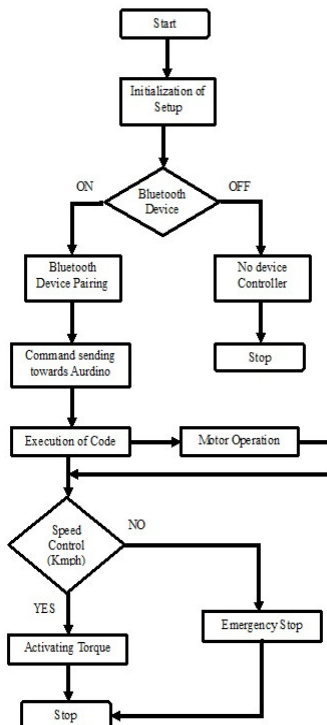 Start
Initialization of
Setup
Bluetooth
Device
ON
OFF
Bluetooth
Device Pairing
No device
Controller
Command sending
towards Aurdino
Stop
Execution of Code
Motor Operation
Speed
Control
(Kmph)
NO
YES
Emergency Stop
Activating Torque
Stop